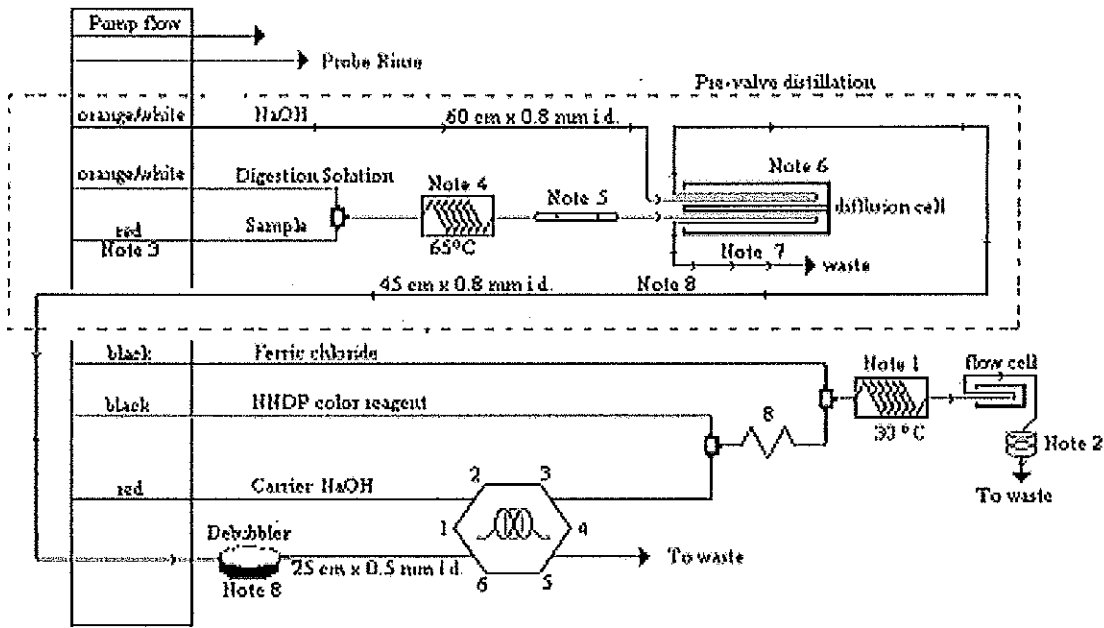 Pump flow
Probe Rinse
Pre-valve distillation
orange/white NaOH 60 cm x 0.8 mm i.d.
Note 6
orange/white Digestion Solution
Note 4 Note 5
diffusion cell
red Sample
Note 3 65°C
Note 7
waste
45 cm x 0.8 mm i.d. Note 8
black Ferric chloride
Note 1 flow cell
black NNDP color reagent
8
30 °C
Note 2
To waste
red Carrier NaOH
2 3
1 4
Debubbler
To waste
25 cm x 0.5 mm i.d.
6 5
Note 8